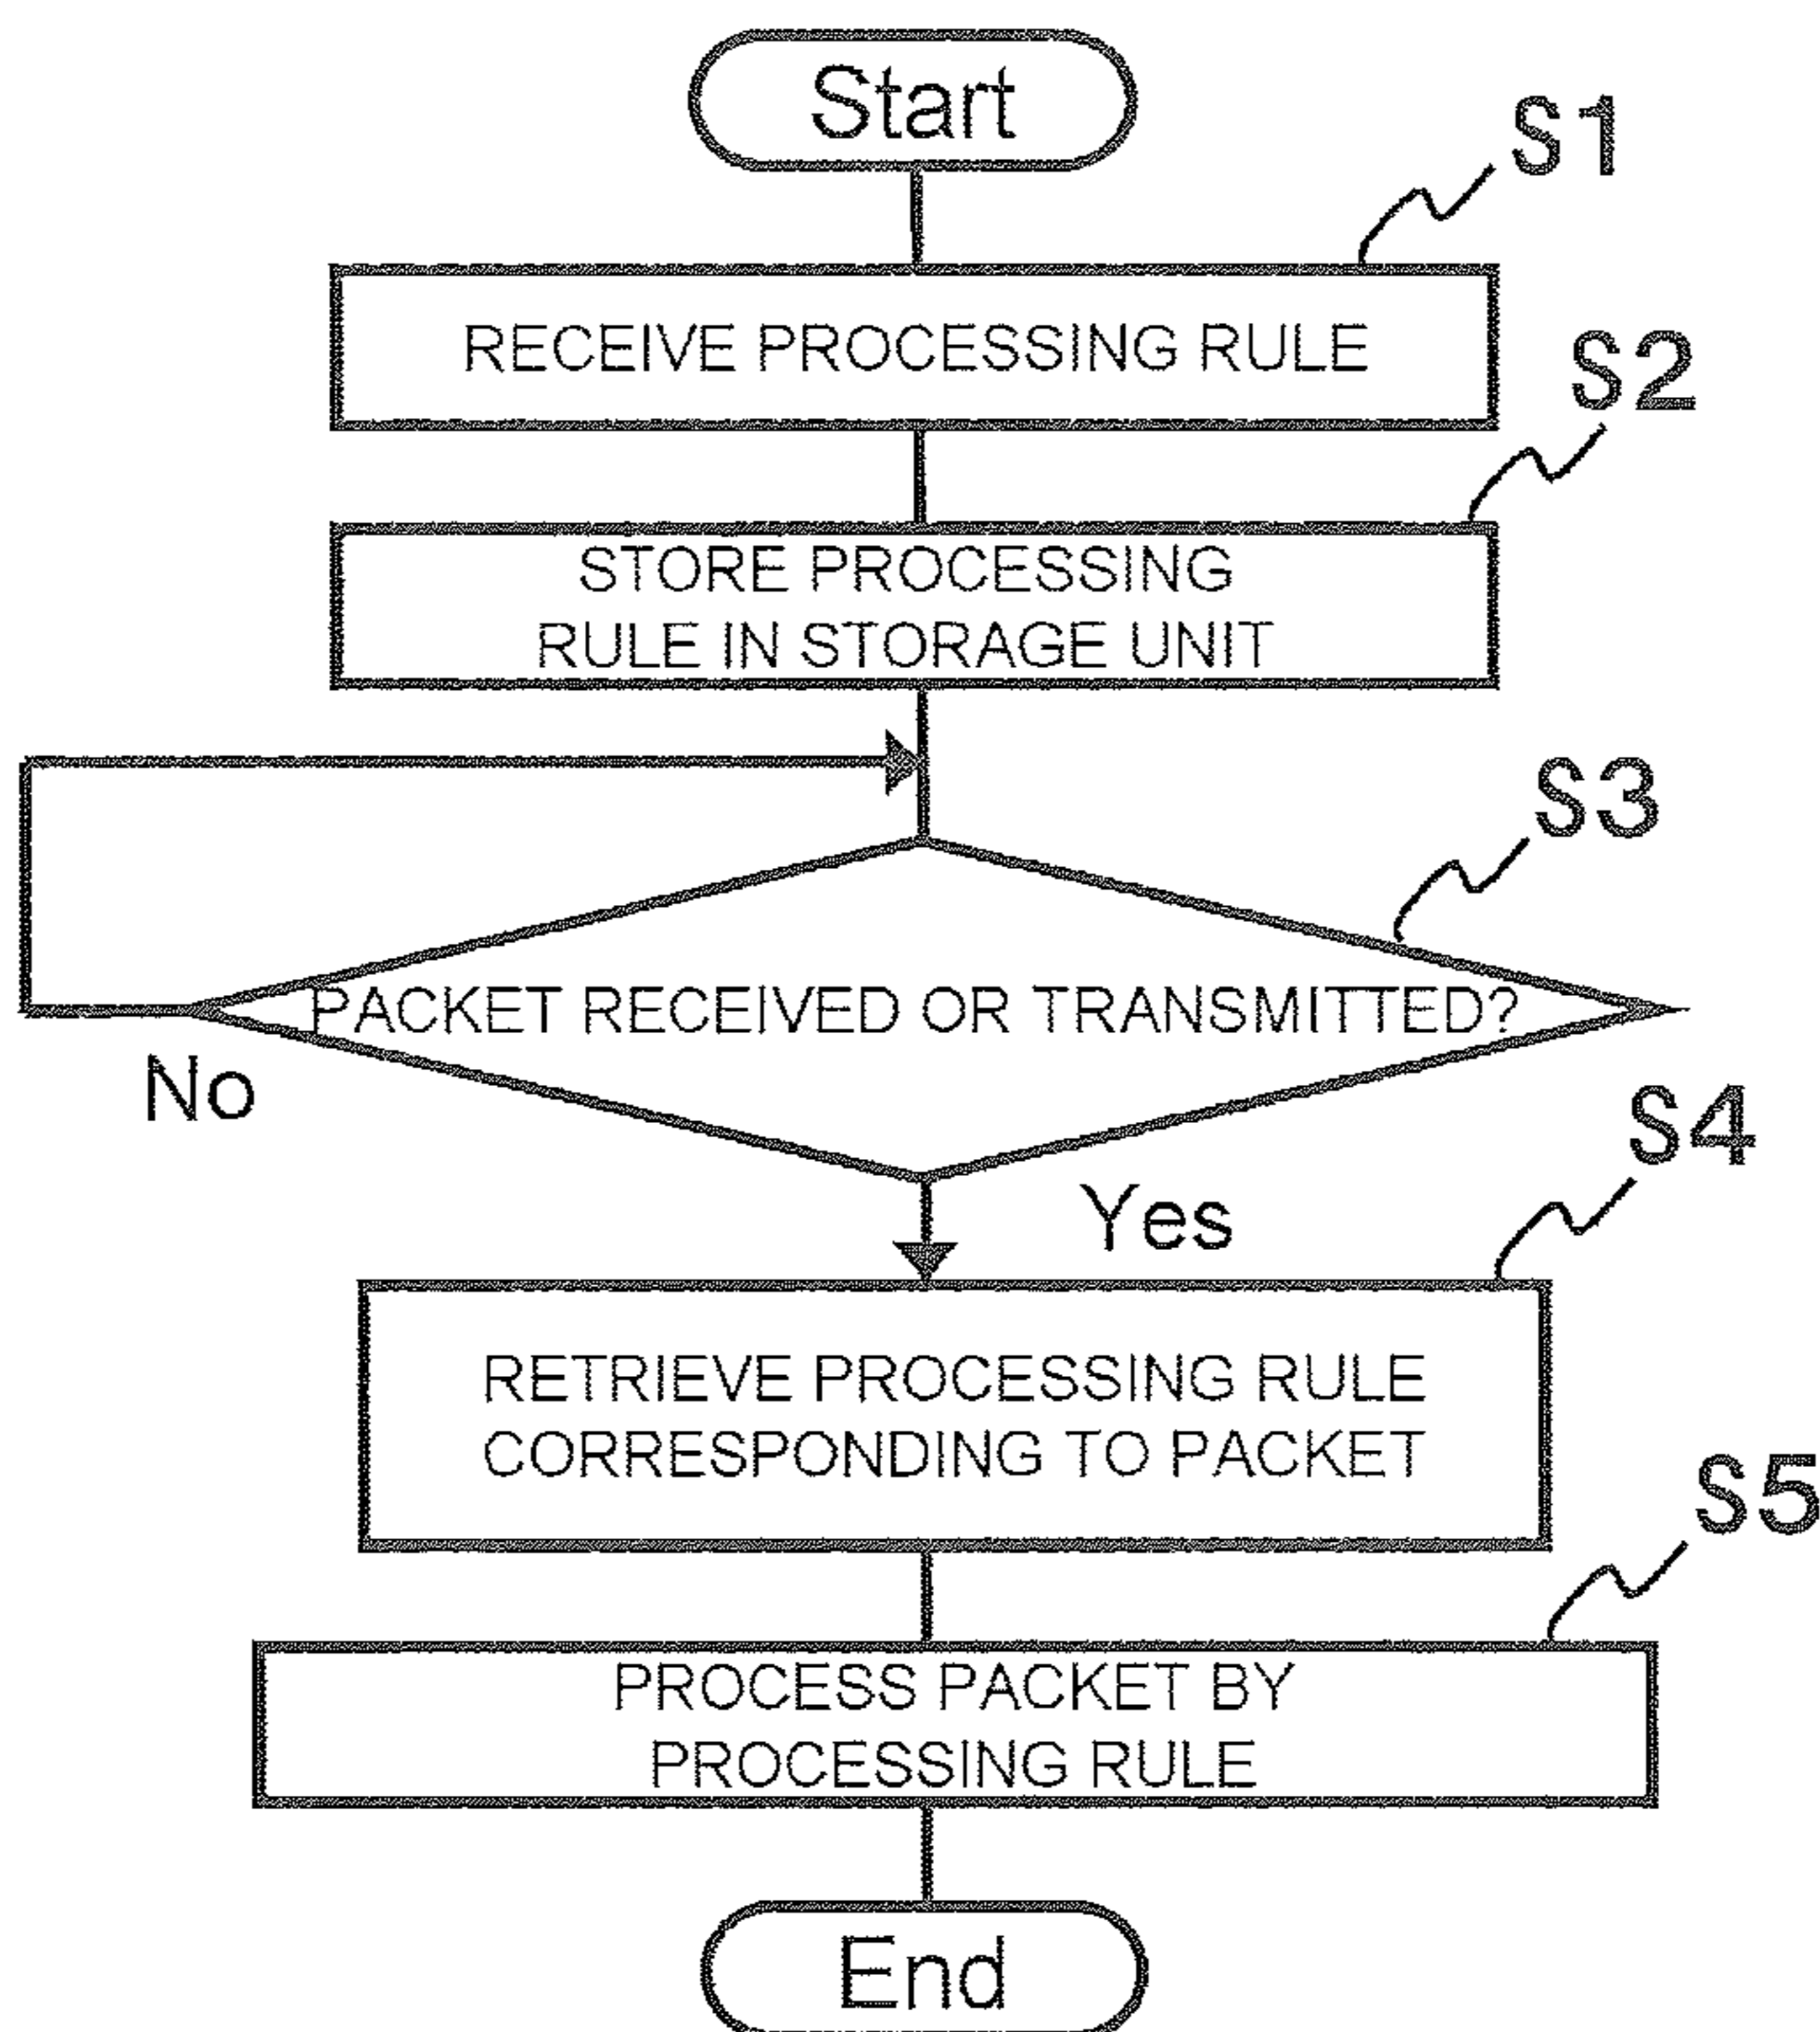 Start
S1
RECEIVE PROCESSING RULE
S2
STORE PROCESSING
RULE IN STORAGE UNIT
S3
PACKET RECEIVED OR TRANSMITTED?
No
Yes
S4
RETRIEVE PROCESSING RULE
CORRESPONDING TO PACKET
S5
PROCESS PACKET BY
PROCESSING RULE
End